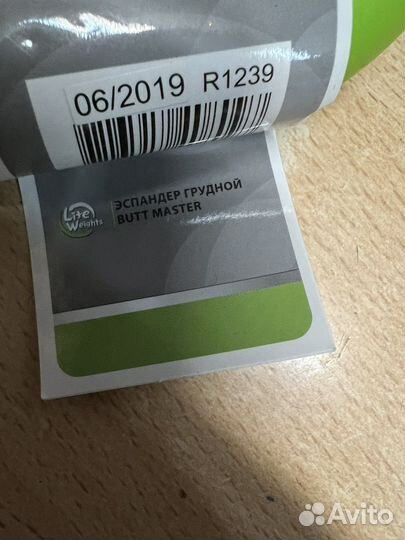 06/2019 R1239
Lite
Weights
ЭСПАНДЕР ГРУДНОЙ
BUTT MASTER
Avito